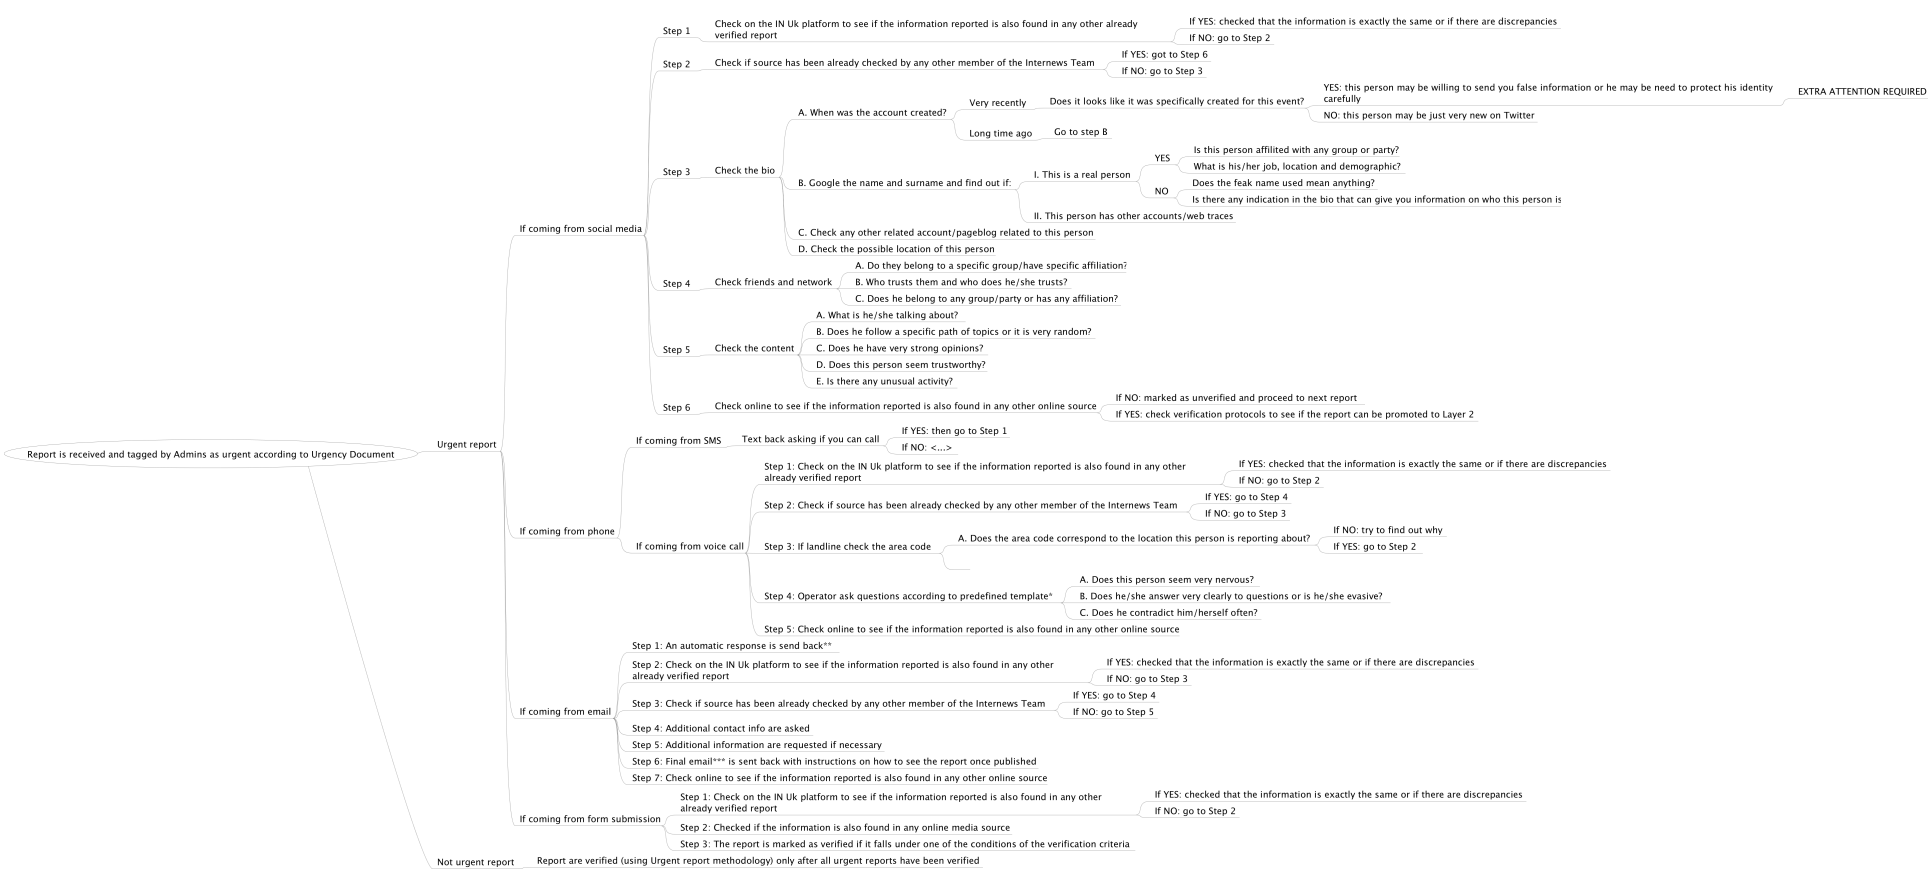 Report is received and tagged by Admins as urgent according to Urgency Document
Urgent report
If coming from social media
Step 1
Check on the IN Uk platform to see if the information reported is also found in any other already
verified report
If YES: checked that the information is exactly the same or if there are discrepancies
If NO: go to Step 2
Step 2
Check if source has been already checked by any other member of the Internews Team
If YES: got to Step 6
If NO: go to Step 3
Step 3
Check the bio
A. When was the account created?
Very recently
Does it looks like it was specifically created for this event?
YES: this person may be willing to send you false information or he may be need to protect his identity
carefully
EXTRA ATTENTION REQUIRED
NO: this person may be just very new on Twitter
Long time ago
Go to step B
B. Google the name and surname and find out if:
I. This is a real person
YES
Is this person affilited with any group or party?
What is his/her job, location and demographic?
NO
Does the feak name used mean anything?
Is there any indication in the bio that can give you information on who this person is
II. This person has other accounts/web traces
C. Check any other related account/pageblog related to this person
D. Check the possible location of this person
Step 4
Check friends and network
A. Do they belong to a specific group/have specific affiliation?
B. Who trusts them and who does he/she trusts?
C. Does he belong to any group/party or has any affiliation?
Step 5
Check the content
A. What is he/she talking about?
B. Does he follow a specific path of topics or it is very random?
C. Does he have very strong opinions?
D. Does this person seem trustworthy?
E. Is there any unusual activity?
Step 6
Check online to see if the information reported is also found in any other online source
If NO: marked as unverified and proceed to next report
If YES: check verification protocols to see if the report can be promoted to Layer 2
If coming from phone
If coming from SMS
Text back asking if you can call
If YES: then go to Step 1
If NO: <...>
If coming from voice call
Step 1: Check on the IN Uk platform to see if the information reported is also found in any other
already verified report
If YES: checked that the information is exactly the same or if there are discrepancies
If NO: go to Step 2
Step 2: Check if source has been already checked by any other member of the Internews Team
If YES: go to Step 4
If NO: go to Step 3
Step 3: If landline check the area code
A. Does the area code correspond to the location this person is reporting about?
If NO: try to find out why
If YES: go to Step 2
Step 4: Operator ask questions according to predefined template*
A. Does this person seem very nervous?
B. Does he/she answer very clearly to questions or is he/she evasive?
C. Does he contradict him/herself often?
Step 5: Check online to see if the information reported is also found in any other online source
If coming from email
Step 1: An automatic response is send back**
Step 2: Check on the IN Uk platform to see if the information reported is also found in any other
already verified report
If YES: checked that the information is exactly the same or if there are discrepancies
If NO: go to Step 3
Step 3: Check if source has been already checked by any other member of the Internews Team
If YES: go to Step 4
If NO: go to Step 5
Step 4: Additional contact info are asked
Step 5: Additional information are requested if necessary
Step 6: Final email*** is sent back with instructions on how to see the report once published
Step 7: Check online to see if the information reported is also found in any other online source
If coming from form submission
Step 1: Check on the IN Uk platform to see if the information reported is also found in any other
already verified report
If YES: checked that the information is exactly the same or if there are discrepancies
If NO: go to Step 2
Step 2: Checked if the information is also found in any online media source
Step 3: The report is marked as verified if it falls under one of the conditions of the verification criteria
Not urgent report
Report are verified (using Urgent report methodology) only after all urgent reports have been verified